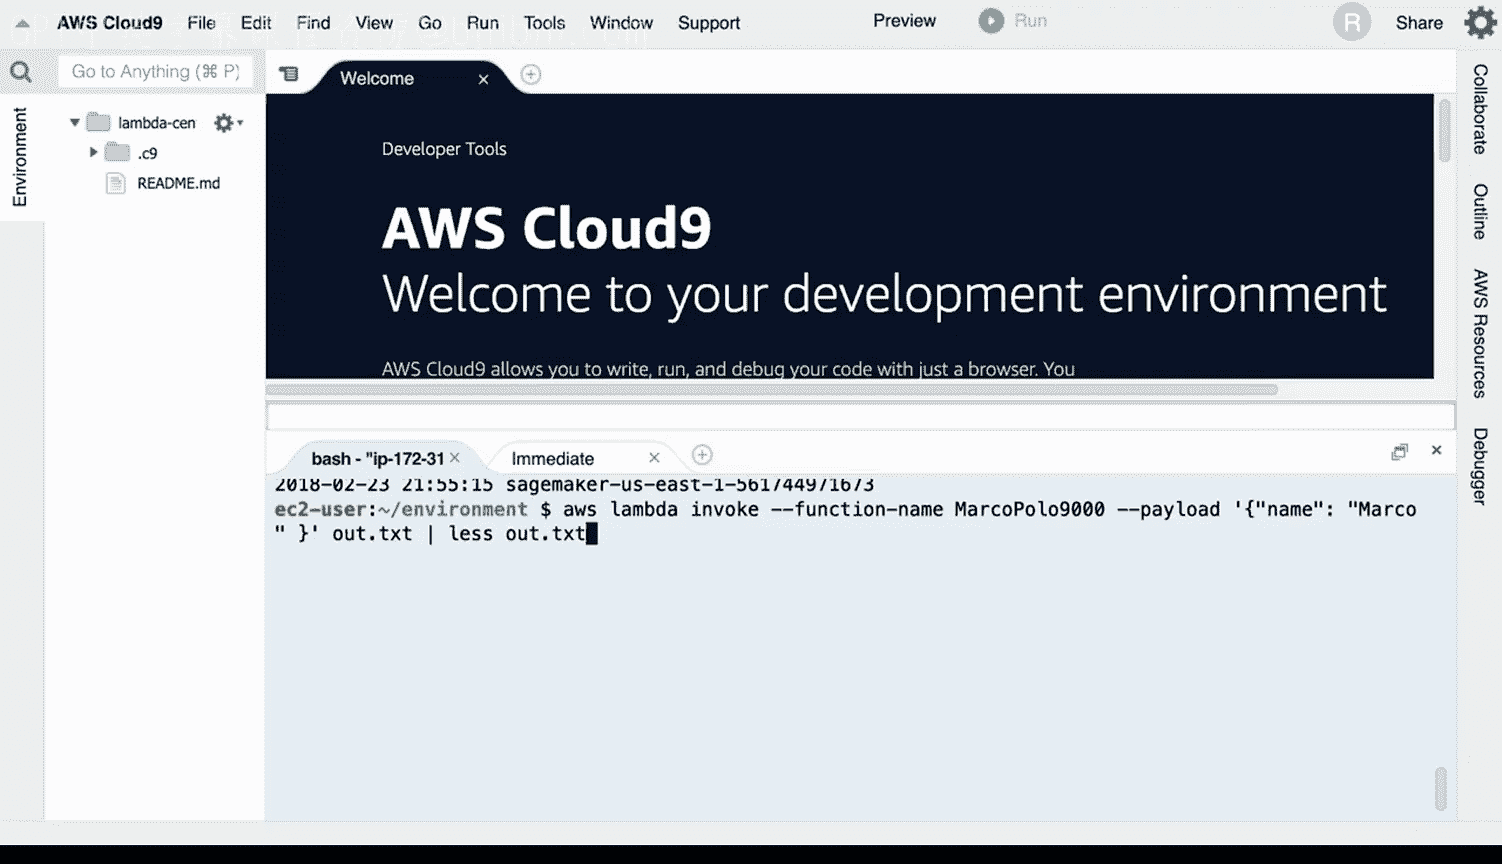 AWS Cloud9 File Edit Find View Go Run Tools Window Support Preview Run R Share
Go to Anything (⌘ P)
Welcome
Environment
lambda-cen
.c9
README.md
Developer Tools
AWS Cloud9
Welcome to your development environment
AWS Cloud9 allows you to write, run, and debug your code with just a browser. You
bash - "ip-172-31
Immediate
2018-02-23 21:55:15 sagemaker-us-east-1-561744971673
ec2-user:~/environment $ aws lambda invoke --function-name MarcoPolo9000 --payload '{"name": "Marco
" }' out.txt | less out.txt
Collaborate
Outline
AWS Resources
Debugger